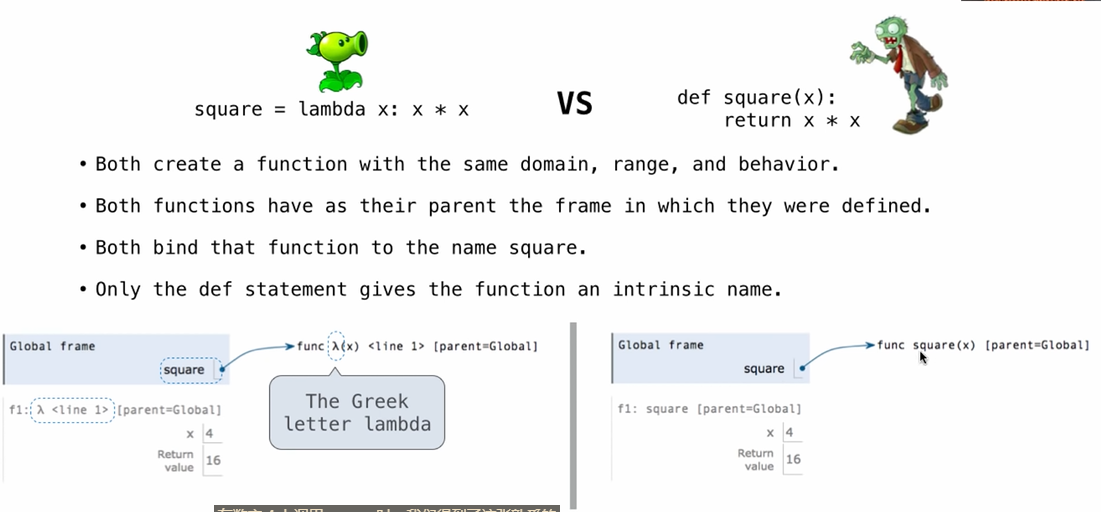 square = lambda x: x * x
VS
def square(x):
return x * x
• Both create a function with the same domain, range, and behavior.
• Both functions have as their parent the frame in which they were defined.
• Both bind that function to the name square.
• Only the def statement gives the function an intrinsic name.
Global frame
square
func λ(x) <line 1> [parent=Global]
f1: λ <line 1> [parent=Global]
x 4
Return value 16
The Greek
letter lambda
Global frame
square
func square(x) [parent=Global]
f1: square [parent=Global]
x 4
Return value 16